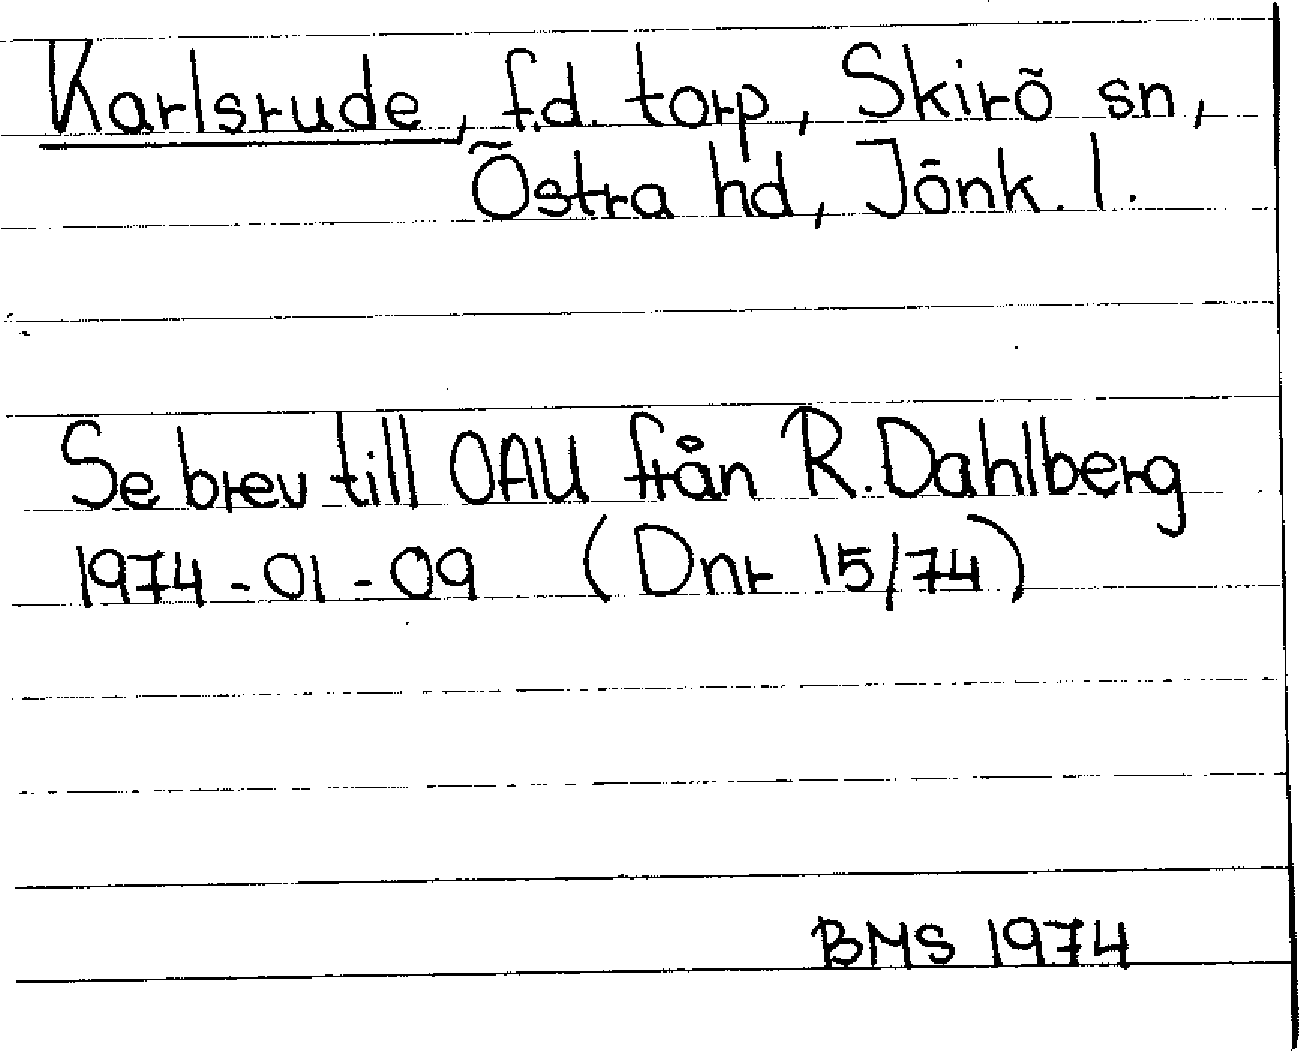 Karlsrude, f.d. torp, Skirö sn,
Östra hd, Jönk. l.
Se brev till OAU från R. Dahlberg
1974-01-09 (Dnr 15/74)
BMS 1974